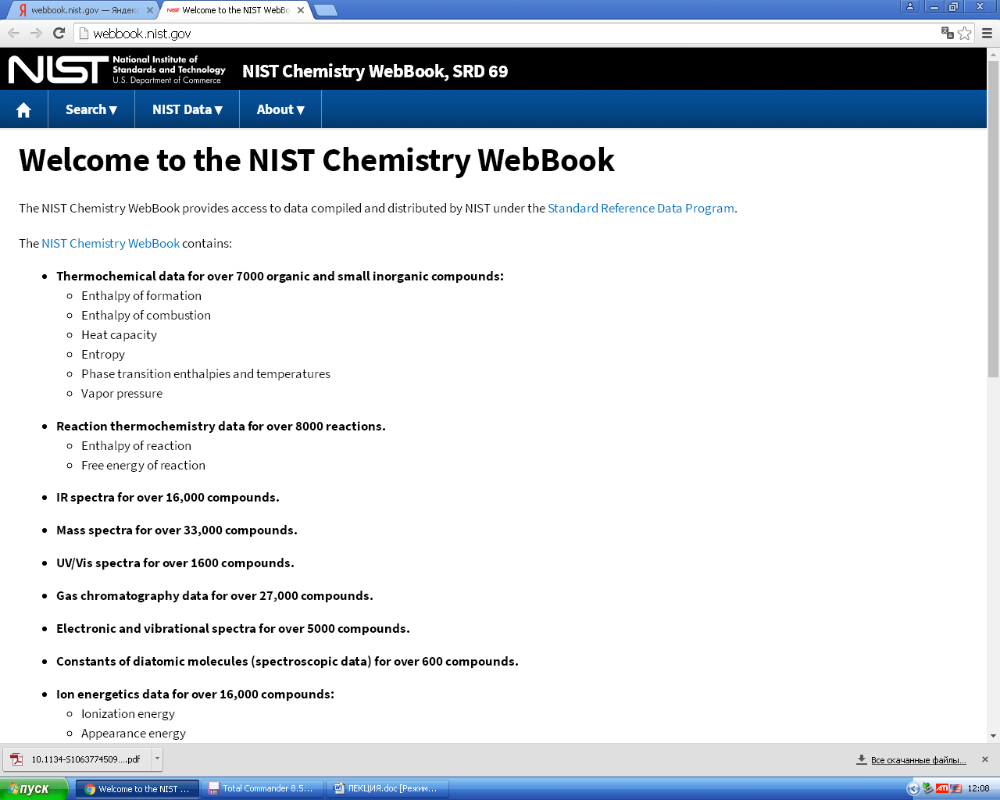 webbook.nist.gov — Яндекс
Welcome to the NIST WebBo
webbook.nist.gov
NIST
National Institute of
Standards and Technology
U.S. Department of Commerce
NIST Chemistry WebBook, SRD 69
Search ▾
NIST Data ▾
About ▾
Welcome to the NIST Chemistry WebBook
The NIST Chemistry WebBook provides access to data compiled and distributed by NIST under the Standard Reference Data Program.
The NIST Chemistry WebBook contains:
Thermochemical data for over 7000 organic and small inorganic compounds:
Enthalpy of formation
Enthalpy of combustion
Heat capacity
Entropy
Phase transition enthalpies and temperatures
Vapor pressure
Reaction thermochemistry data for over 8000 reactions.
Enthalpy of reaction
Free energy of reaction
IR spectra for over 16,000 compounds.
Mass spectra for over 33,000 compounds.
UV/Vis spectra for over 1600 compounds.
Gas chromatography data for over 27,000 compounds.
Electronic and vibrational spectra for over 5000 compounds.
Constants of diatomic molecules (spectroscopic data) for over 600 compounds.
Ion energetics data for over 16,000 compounds:
Ionization energy
Appearance energy
10.1134-S1063774509....pdf
Все скачанные файлы...
пуск
Welcome to the NIST ...
Total Commander 8.5...
ЛЕКЦИЯ.doc [Режим...
ATI
12:08